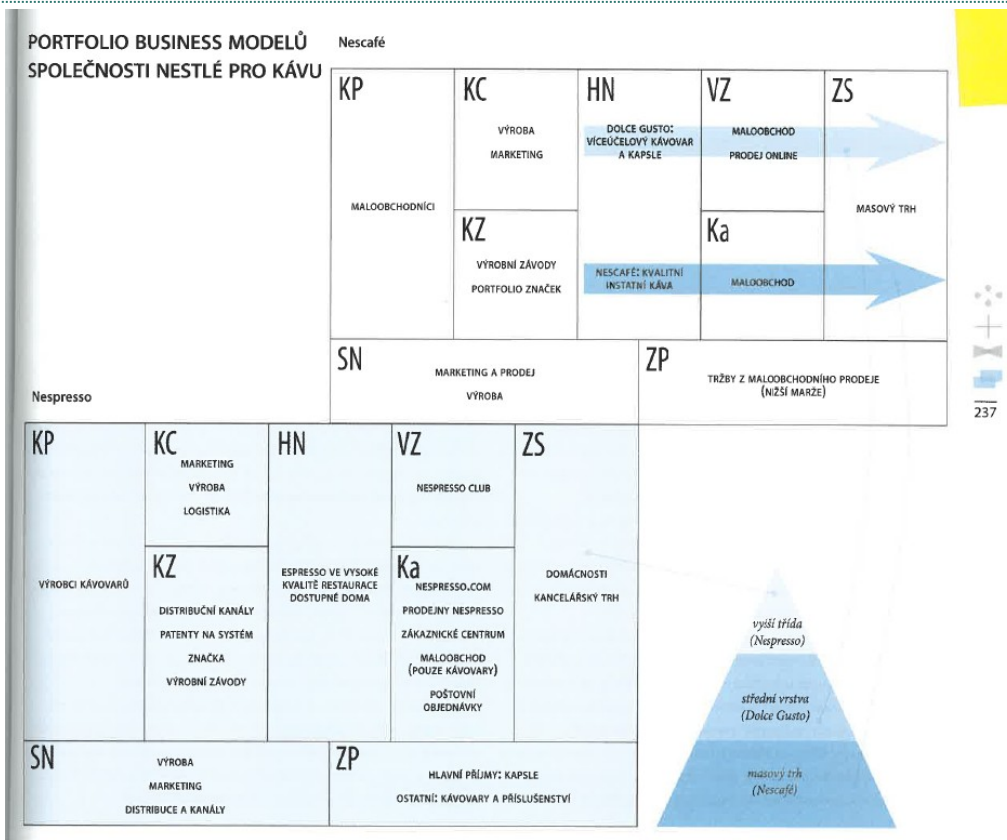 PORTFOLIO BUSINESS MODELŮ
SPOLEČNOSTI NESTLÉ PRO KÁVU
Nescafé
KP
MALOOBCHODNÍCI
KC
VÝROBA
MARKETING
KZ
VÝROBNÍ ZÁVODY
PORTFOLIO ZNAČEK
HN
DOLCE GUSTO:
VÍCEÚČELOVÝ KÁVOVAR
A KAPSLE
NESCAFÉ: KVALITNÍ
INSTATNÍ KÁVA
VZ
MALOOBCHOD
PRODEJ ONLINE
Ka
MALOOBCHOD
ZS
MASOVÝ TRH
SN
MARKETING A PRODEJ
VÝROBA
ZP
TRŽBY Z MALOOBCHODNÍHO PRODEJE
(NIŽŠÍ MARŽE)
237
Nespresso
KP
VÝROBCI KÁVOVARŮ
KC
MARKETING
VÝROBA
LOGISTIKA
KZ
DISTRIBUČNÍ KANÁLY
PATENTY NA SYSTÉM
ZNAČKA
VÝROBNÍ ZÁVODY
HN
ESPRESSO VE VYSOKÉ
KVALITĚ RESTAURACE
DOSTUPNÉ DOMA
VZ
NESPRESSO CLUB
Ka
NESPRESSO.COM
PRODEJNY NESPRESSO
ZÁKAZNICKÉ CENTRUM
MALOOBCHOD
(POUZE KÁVOVARY)
POŠTOVNÍ
OBJEDNÁVKY
ZS
DOMÁCNOSTI
KANCELÁŘSKÝ TRH
SN
VÝROBA
MARKETING
DISTRIBUCE A KANÁLY
ZP
HLAVNÍ PŘÍJMY: KAPSLE
OSTATNÍ: KÁVOVARY A PŘÍSLUŠENSTVÍ
vyšší třída
(Nespresso)
střední vrstva
(Dolce Gusto)
masový trh
(Nescafé)